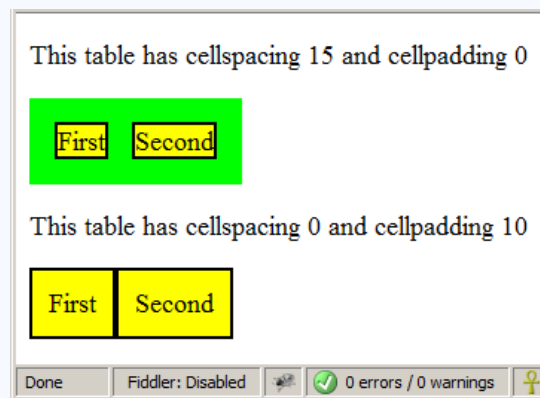 This table has cellspacing 15 and cellpadding 0
First Second
This table has cellspacing 0 and cellpadding 10
First Second
Done Fiddler: Disabled 0 errors / 0 warnings